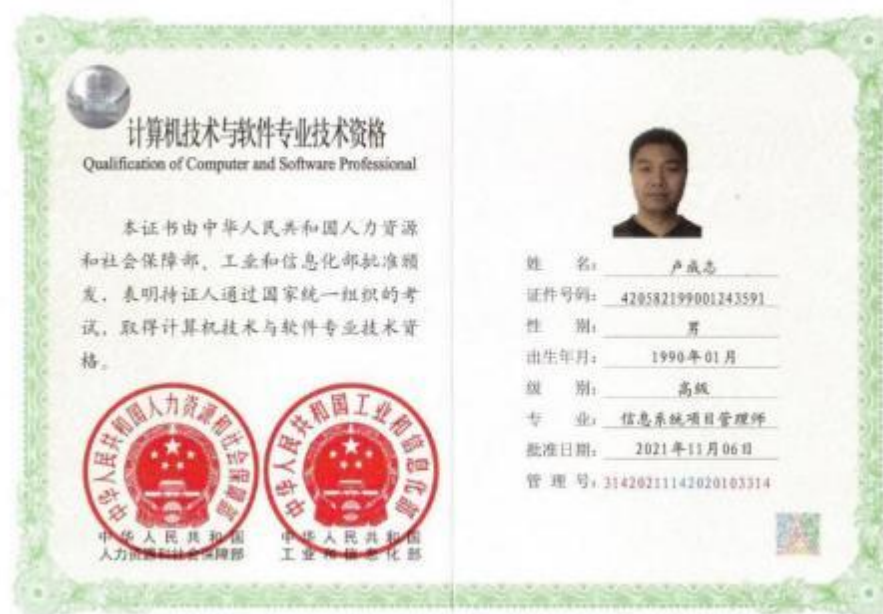 计算机技术与软件专业技术资格
Qualification of Computer and Software Professional
本证书由中华人民共和国人力资源
和社会保障部、工业和信息化部批准颁
发，表明持证人通过国家统一组织的考
试，取得计算机技术与软件专业技术资
格。
中华人民共和国人力资源和社会保障部
中华人民共和国工业和信息化部
中华人民共和国
人力资源和社会保障部
中华人民共和国
工业和信息化部
姓 名： 卢成志
证件号码： 420582199001243591
性 别： 男
出生年月： 1990年01月
级 别： 高级
专 业： 信息系统项目管理师
批准日期： 2021年11月06日
管 理 号：31420211142020103314